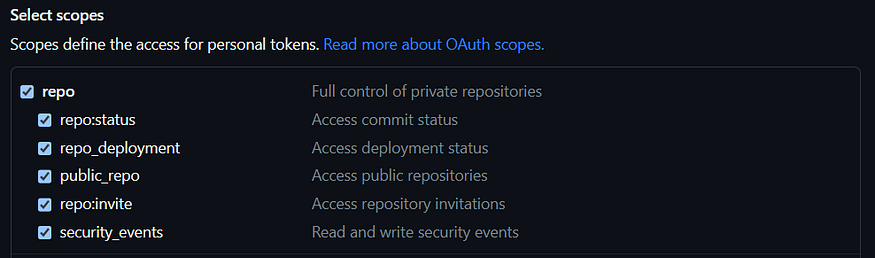 Select scopes
Scopes define the access for personal tokens. Read more about OAuth scopes.
repo Full control of private repositories
repo:status Access commit status
repo_deployment Access deployment status
public_repo Access public repositories
repo:invite Access repository invitations
security_events Read and write security events